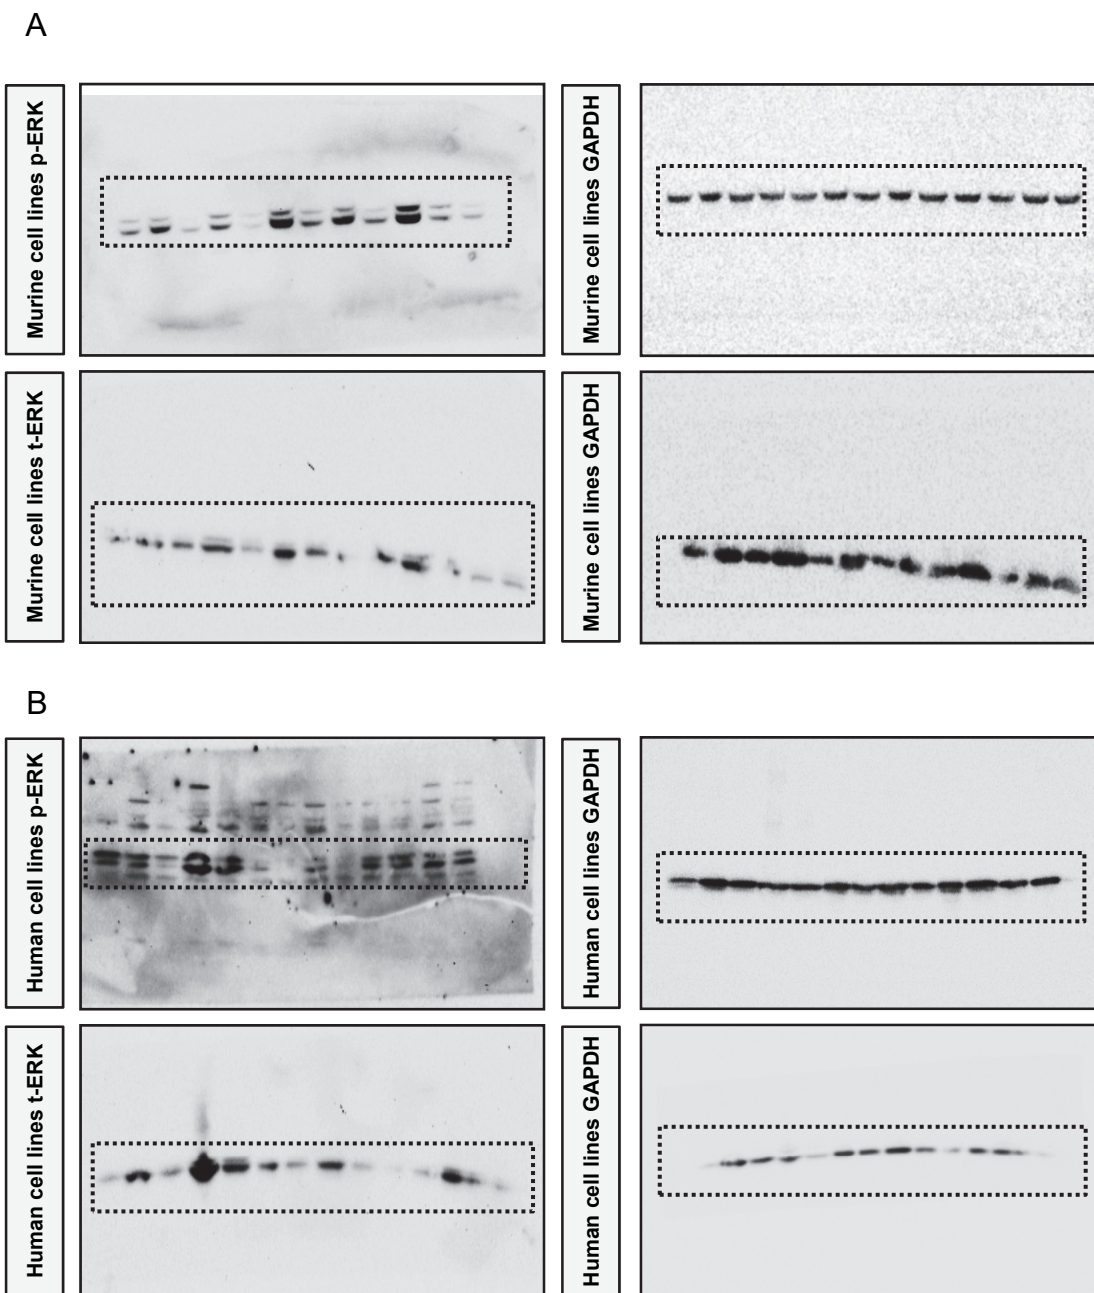 A
Murine cell lines p-ERK
Murine cell lines GAPDH
Murine cell lines t-ERK
Murine cell lines GAPDH
B
Human cell lines p-ERK
Human cell lines GAPDH
Human cell lines t-ERK
Human cell lines GAPDH